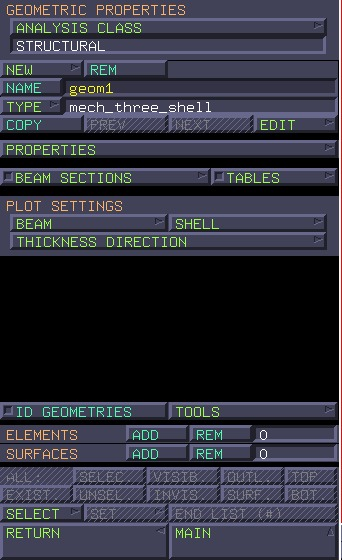 GEOMETRIC PROPERTIES
ANALYSIS CLASS
STRUCTURAL
NEW REM
NAME geom1
TYPE mech_three_shell
COPY PREV NEXT EDIT
PROPERTIES
BEAM SECTIONS TABLES
PLOT SETTINGS
BEAM SHELL
THICKNESS DIRECTION
ID GEOMETRIES TOOLS
ELEMENTS ADD REM 0
SURFACES ADD REM 0
ALL: SELEC. VISIB. OUTL. TOP
EXIST. UNSEL. INVIS. SURF. BOT.
SELECT SET END LIST (#)
RETURN MAIN